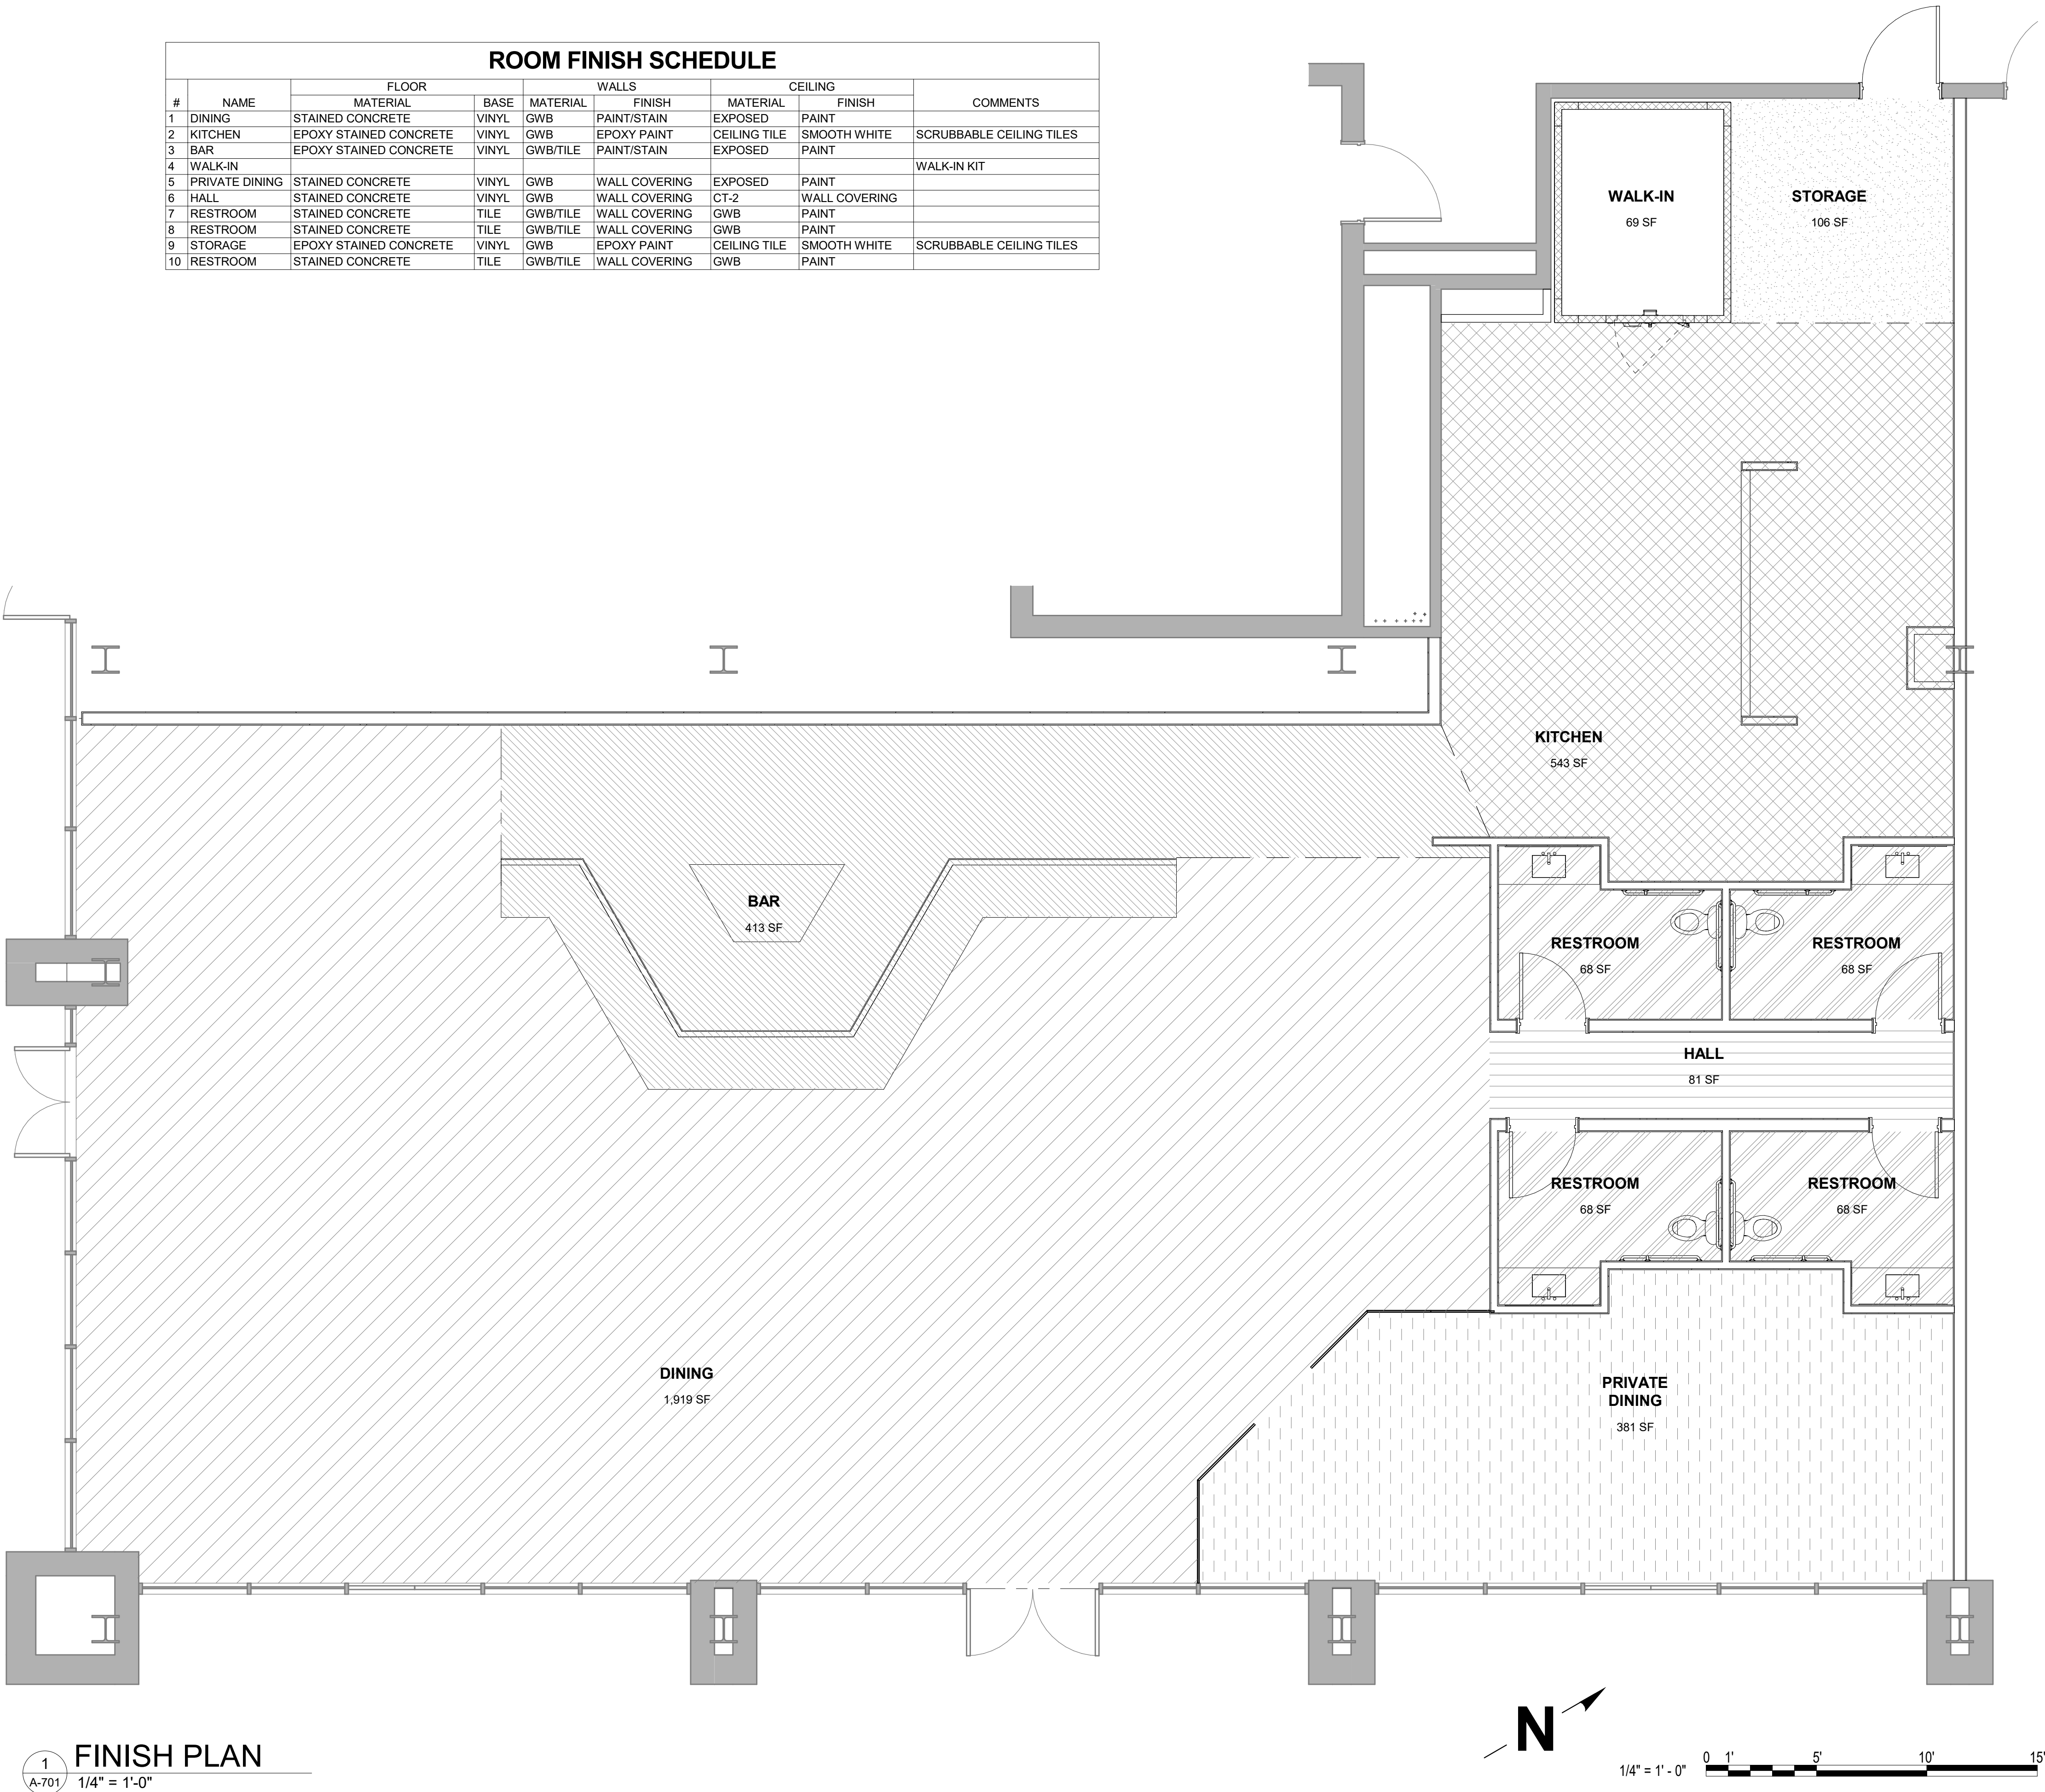 ROOM FINISH SCHEDULE
FLOOR WALLS CEILING
# NAME MATERIAL BASE MATERIAL FINISH MATERIAL FINISH COMMENTS
1 DINING STAINED CONCRETE VINYL GWB PAINT/STAIN EXPOSED PAINT
2 KITCHEN EPOXY STAINED CONCRETE VINYL GWB EPOXY PAINT CEILING TILE SMOOTH WHITE SCRUBBABLE CEILING TILES
3 BAR EPOXY STAINED CONCRETE VINYL GWB/TILE PAINT/STAIN EXPOSED PAINT
4 WALK-IN WALK-IN KIT
5 PRIVATE DINING STAINED CONCRETE VINYL GWB WALL COVERING EXPOSED PAINT
6 HALL STAINED CONCRETE VINYL GWB WALL COVERING CT-2 WALL COVERING
7 RESTROOM STAINED CONCRETE TILE GWB/TILE WALL COVERING GWB PAINT
8 RESTROOM STAINED CONCRETE TILE GWB/TILE WALL COVERING GWB PAINT
9 STORAGE EPOXY STAINED CONCRETE VINYL GWB EPOXY PAINT CEILING TILE SMOOTH WHITE SCRUBBABLE CEILING TILES
10 RESTROOM STAINED CONCRETE TILE GWB/TILE WALL COVERING GWB PAINT
WALK-IN
69 SF
STORAGE
106 SF
KITCHEN
543 SF
BAR
413 SF
RESTROOM
68 SF
RESTROOM
68 SF
HALL
81 SF
RESTROOM
68 SF
RESTROOM
68 SF
DINING
1,919 SF
PRIVATE
DINING
381 SF
N
1
A-701
FINISH PLAN
1/4" = 1'-0"
0 1' 5' 10' 15'
1/4" = 1' - 0"